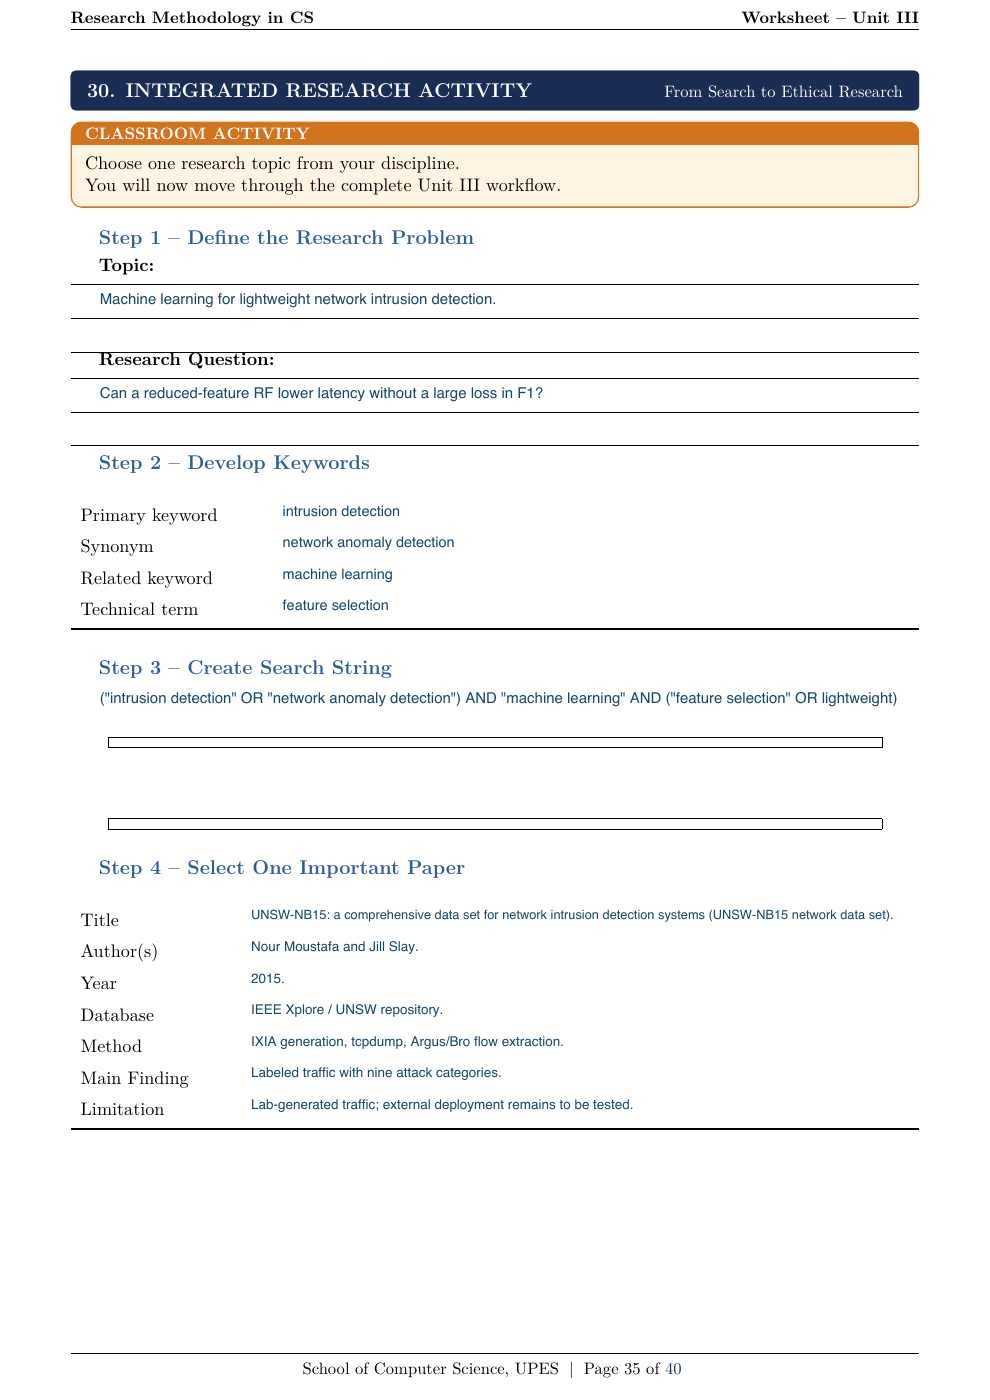 Research Methodology in CS Worksheet – Unit III
30. INTEGRATED RESEARCH ACTIVITY From Search to Ethical Research
CLASSROOM ACTIVITY
Choose one research topic from your discipline.
You will now move through the complete Unit III workflow.
Step 1 – Define the Research Problem
Topic:
Machine learning for lightweight network intrusion detection.
Research Question:
Can a reduced-feature RF lower latency without a large loss in F1?
Step 2 – Develop Keywords
Primary keyword intrusion detection
Synonym network anomaly detection
Related keyword machine learning
Technical term feature selection
Step 3 – Create Search String
("intrusion detection" OR "network anomaly detection") AND "machine learning" AND ("feature selection" OR lightweight)
Step 4 – Select One Important Paper
Title UNSW-NB15: a comprehensive data set for network intrusion detection systems (UNSW-NB15 network data set).
Author(s) Nour Moustafa and Jill Slay.
Year 2015.
Database IEEE Xplore / UNSW repository.
Method IXIA generation, tcpdump, Argus/Bro flow extraction.
Main Finding Labeled traffic with nine attack categories.
Limitation Lab-generated traffic; external deployment remains to be tested.
School of Computer Science, UPES | Page 35 of 40